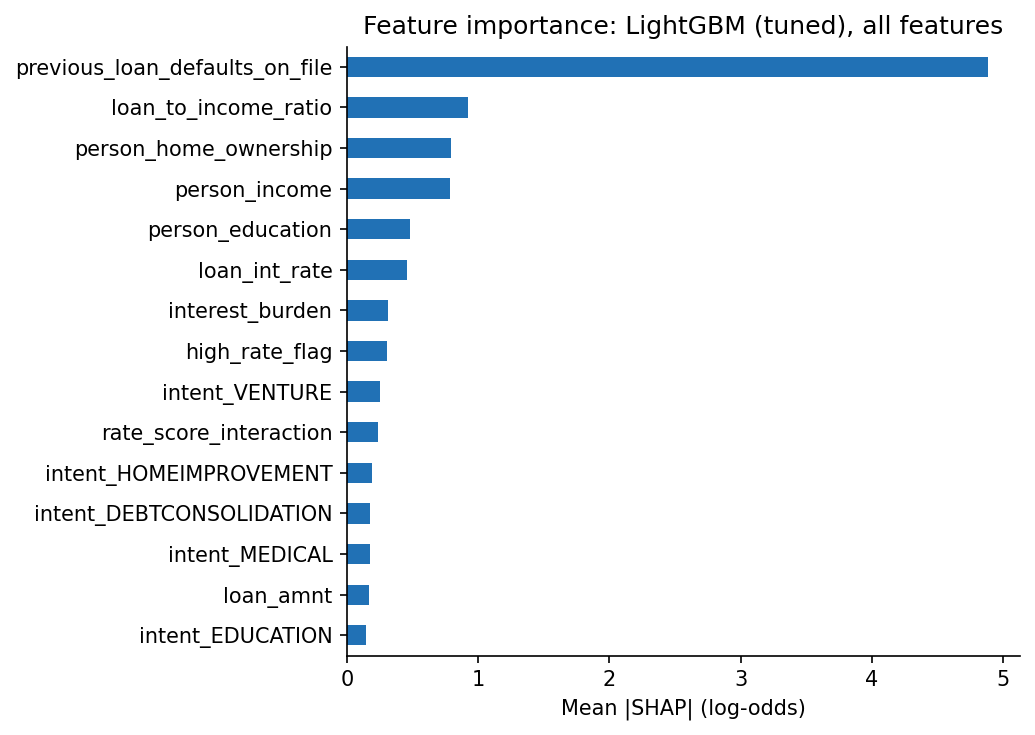 Feature importance: LightGBM (tuned), all features
previous_loan_defaults_on_file
loan_to_income_ratio
person_home_ownership
person_income
person_education
loan_int_rate
interest_burden
high_rate_flag
intent_VENTURE
rate_score_interaction
intent_HOMEIMPROVEMENT
intent_DEBTCONSOLIDATION
intent_MEDICAL
loan_amnt
intent_EDUCATION
0 1 2 3 4 5
Mean |SHAP| (log-odds)